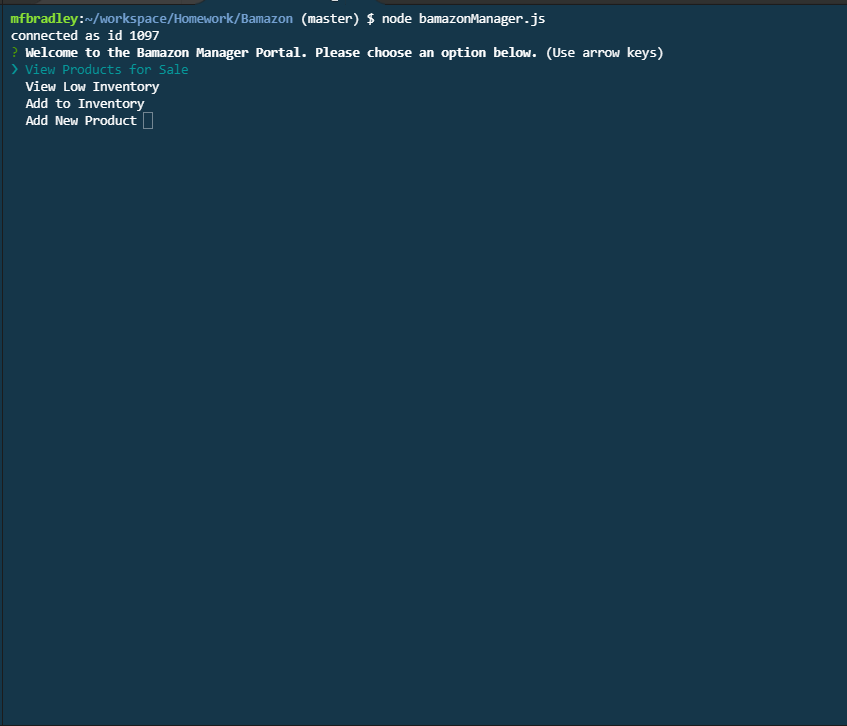 mfbradley:~/workspace/Homework/Bamazon (master) $ node bamazonManager.js
connected as id 1097
? Welcome to the Bamazon Manager Portal. Please choose an option below. (Use arrow keys)
❯ View Products for Sale
View Low Inventory
Add to Inventory
Add New Product